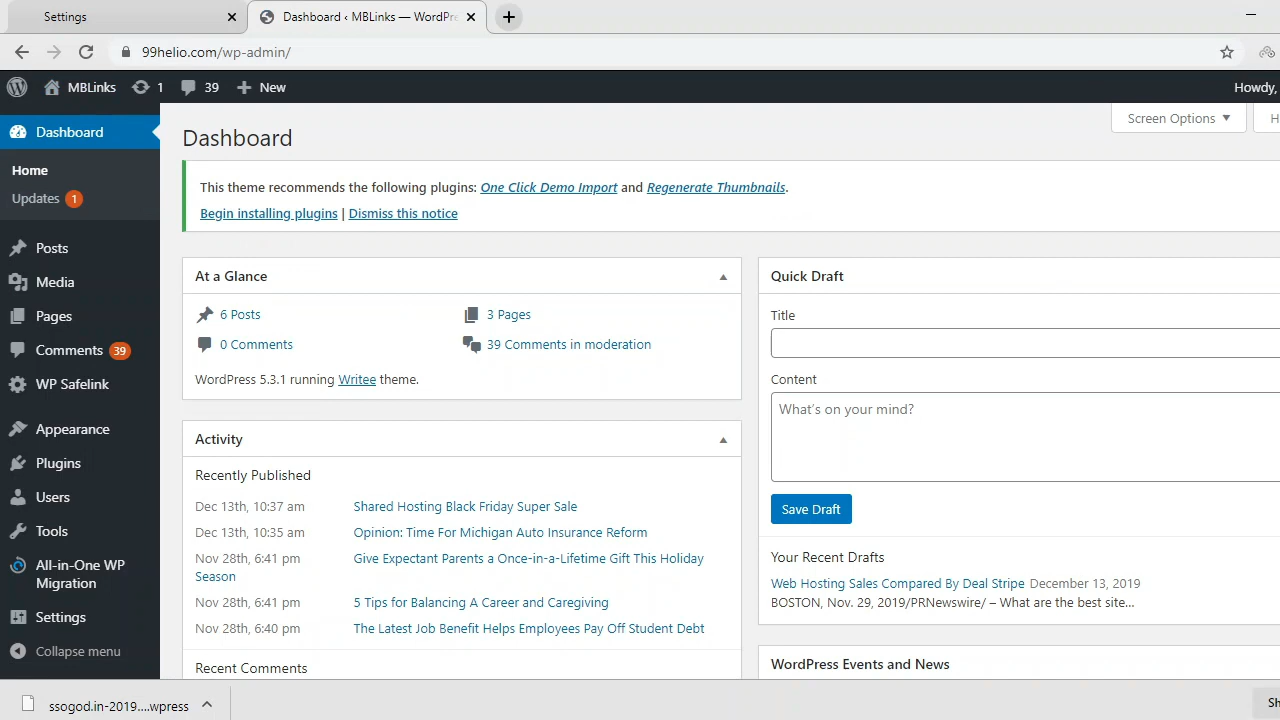 Settings
Dashboard ‹ MBLinks — WordPre
99helio.com/wp-admin/
MBLinks 1 39 New
Howdy,
Dashboard
Home
Updates 1
Posts
Media
Pages
Comments 39
WP Safelink
Appearance
Plugins
Users
Tools
All-in-One WP
Migration
Settings
Collapse menu
Screen Options
H
Dashboard
This theme recommends the following plugins: One Click Demo Import and Regenerate Thumbnails.
Begin installing plugins | Dismiss this notice
At a Glance
6 Posts
3 Pages
0 Comments
39 Comments in moderation
WordPress 5.3.1 running Writee theme.
Activity
Recently Published
Dec 13th, 10:37 am Shared Hosting Black Friday Super Sale
Dec 13th, 10:35 am Opinion: Time For Michigan Auto Insurance Reform
Nov 28th, 6:41 pm Give Expectant Parents a Once-in-a-Lifetime Gift This Holiday
Season
Nov 28th, 6:41 pm 5 Tips for Balancing A Career and Caregiving
Nov 28th, 6:40 pm The Latest Job Benefit Helps Employees Pay Off Student Debt
Recent Comments
Quick Draft
Title
Content
What's on your mind?
Save Draft
Your Recent Drafts
Web Hosting Sales Compared By Deal Stripe December 13, 2019
BOSTON, Nov. 29, 2019/PRNewswire/ – What are the best site…
WordPress Events and News
ssogod.in-2019....wpress
Sh